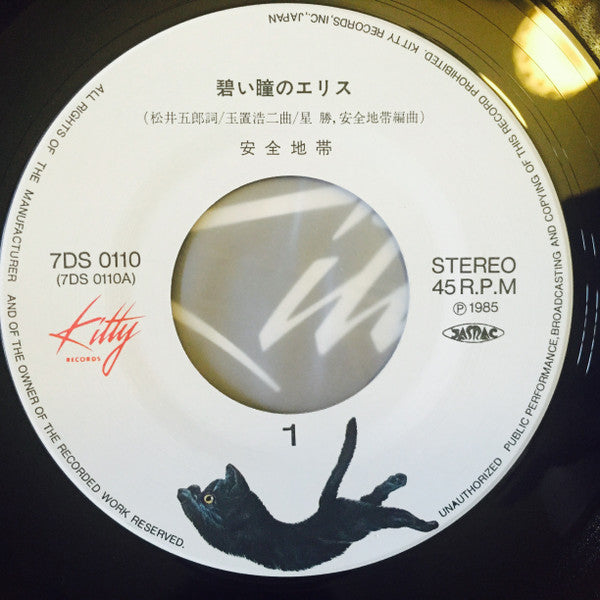 碧い瞳のエリス
(松井五郎詞/玉置浩二曲/星 勝,安全地帯編曲)
安全地帯
7DS 0110
(7DS 0110A)
Kitty
RECORDS
STEREO
45 R.P.M
Ⓟ1985
JASRAC
1
ALL RIGHTS OF THE MANUFACTURER AND OF THE OWNER OF THE RECORDED WORK RESERVED.
UNAUTHORIZED PUBLIC PERFORMANCE, BROADCASTING AND COPYING OF THIS RECORD PROHIBITED. KITTY RECORDS, INC., JAPAN